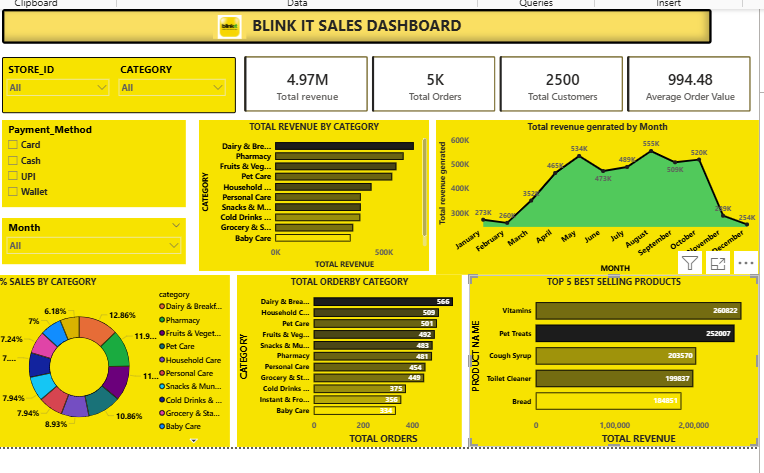 Clipboard
Data
Queries
Insert
blinkit
BLINK IT SALES DASHBOARD
STORE_ID
All
CATEGORY
All
4.97M
Total revenue
5K
Total Orders
2500
Total Customers
994.48
Average Order Value
Payment_Method
Card
Cash
UPI
Wallet
Month
All
TOTAL REVENUE BY CATEGORY
CATEGORY
Dairy & Bre...
Pharmacy
Fruits & Veg...
Pet Care
Household ...
Personal Care
Snacks & M...
Cold Drinks ...
Grocery & S...
Baby Care
0K
500K
TOTAL REVENUE
Total revenue genrated by Month
Total revenue genrated
600K
500K
400K
300K
273K
260K
352K
465K
534K
473K
489K
555K
509K
520K
254K
January
February
March
April
May
June
July
August
September
October
November
December
MONTH
% SALES BY CATEGORY
12.86%
11.9...
11...
10.86%
8.93%
7.94%
7.94%
7....
7.24%
7%
6.18%
category
Dairy & Breakf...
Pharmacy
Fruits & Veget...
Pet Care
Household Care
Personal Care
Snacks & Mun...
Cold Drinks & ...
Grocery & Sta...
Baby Care
TOTAL ORDERBY CATEGORY
CATEGORY
Dairy & Brea... 566
Household C... 509
Pet Care 501
Fruits & Veg... 492
Snacks & Mu... 483
Pharmacy 481
Personal Care 454
Grocery & St... 449
Cold Drinks ... 375
Instant & Fro... 356
Baby Care 334
0
200
400
TOTAL ORDERS
TOP 5 BEST SELLING PRODUCTS
PRODUCT NAME
Vitamins 260822
Pet Treats 252007
Cough Syrup 203570
Toilet Cleaner 199837
Bread 184851
0
1,00,000
2,00,000
TOTAL REVENUE